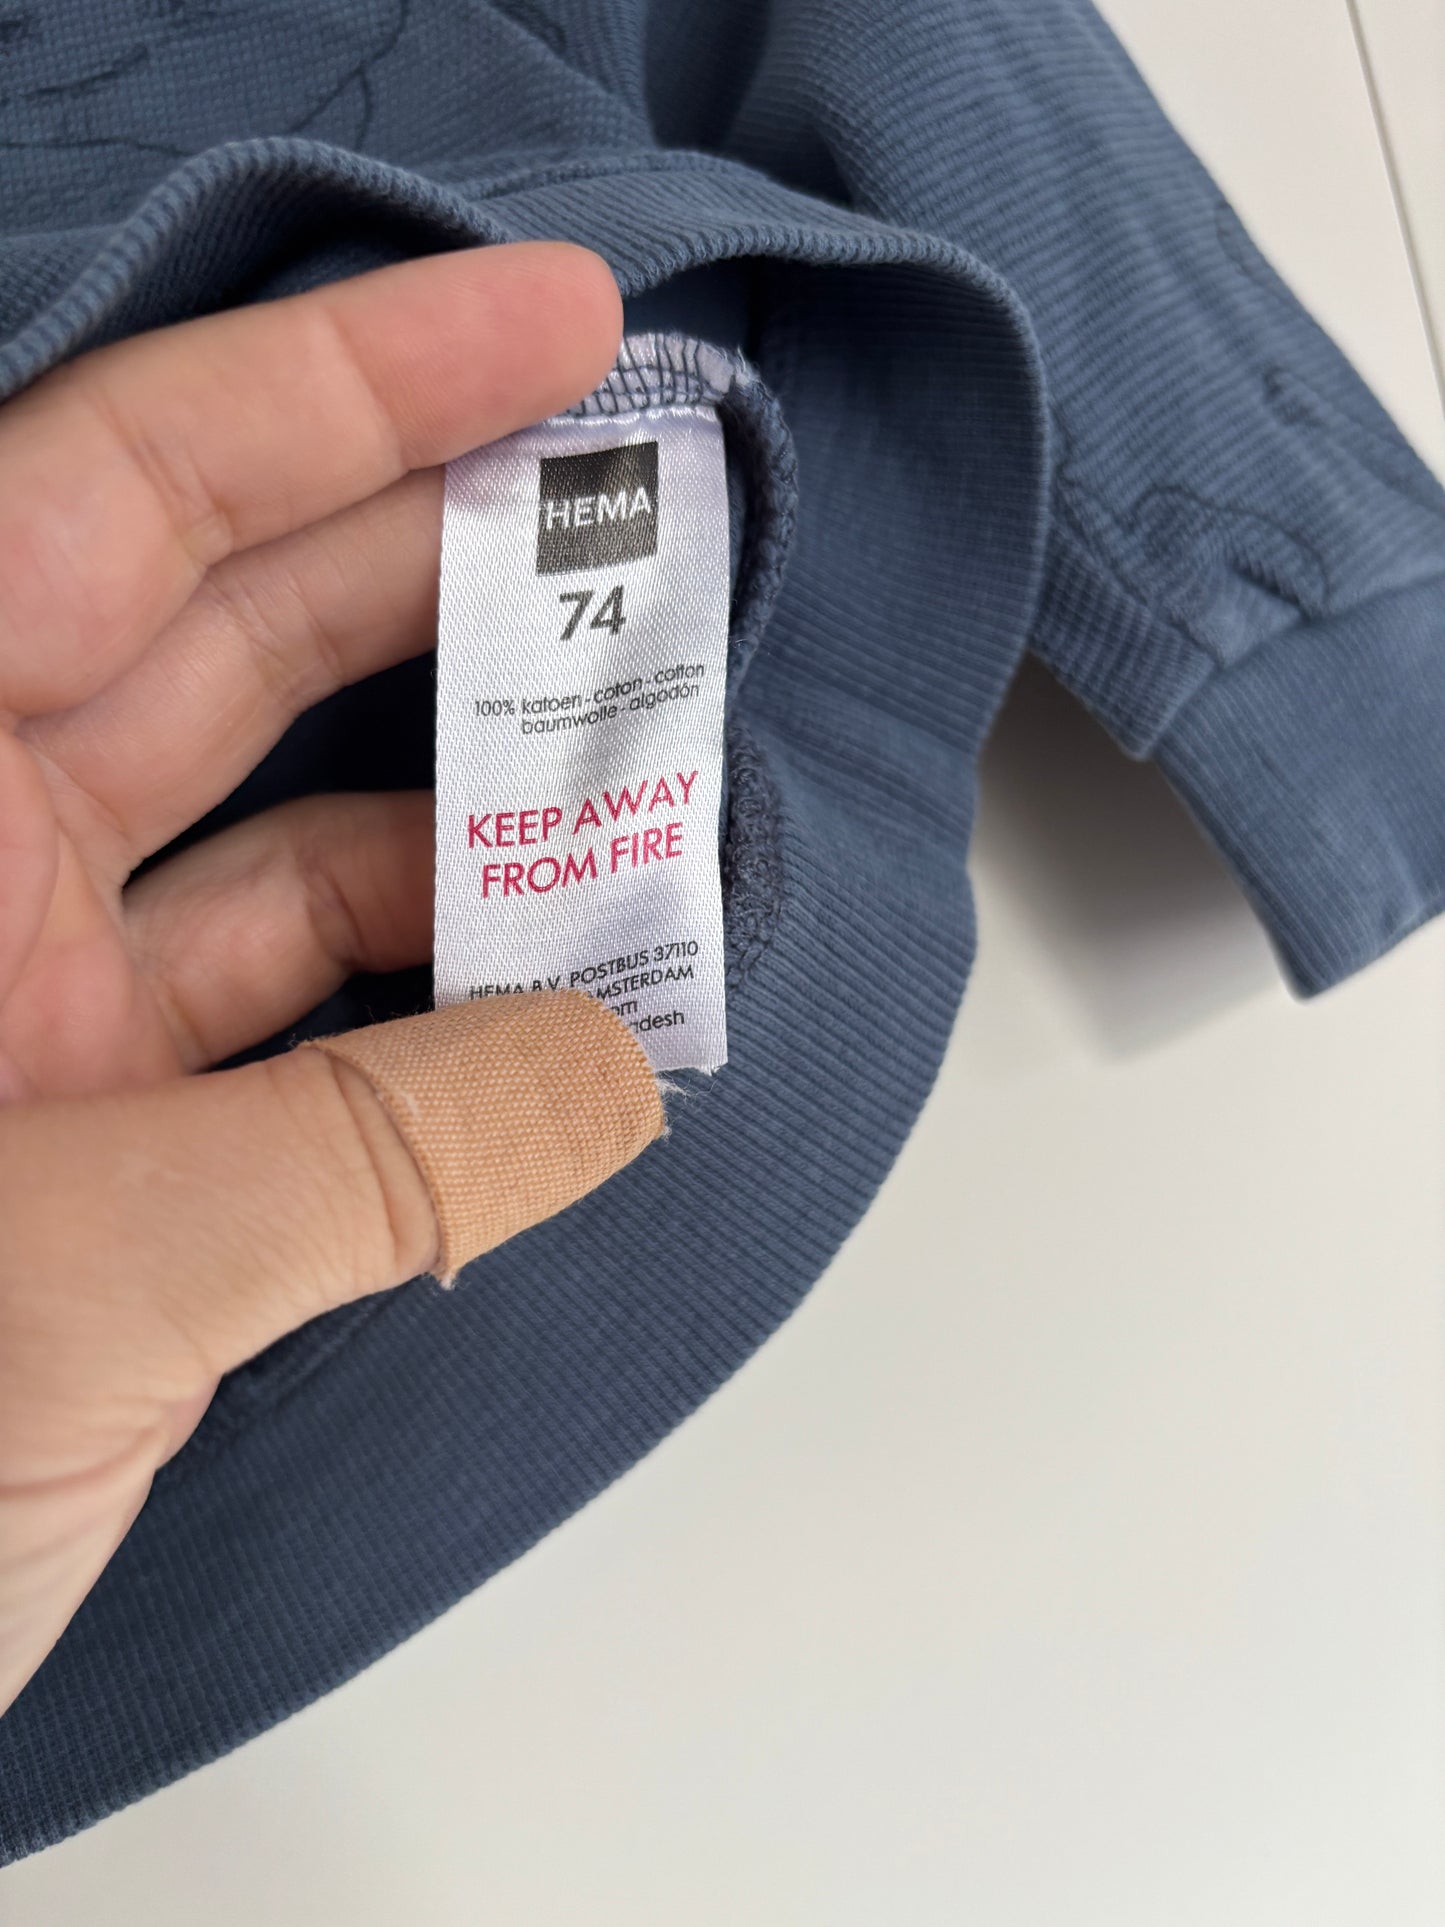 HEMA
74
100% katoen - coton - cotton
baumwolle - algodón
KEEP AWAY
FROM FIRE
HEMA B.V. POSTBUS 37110